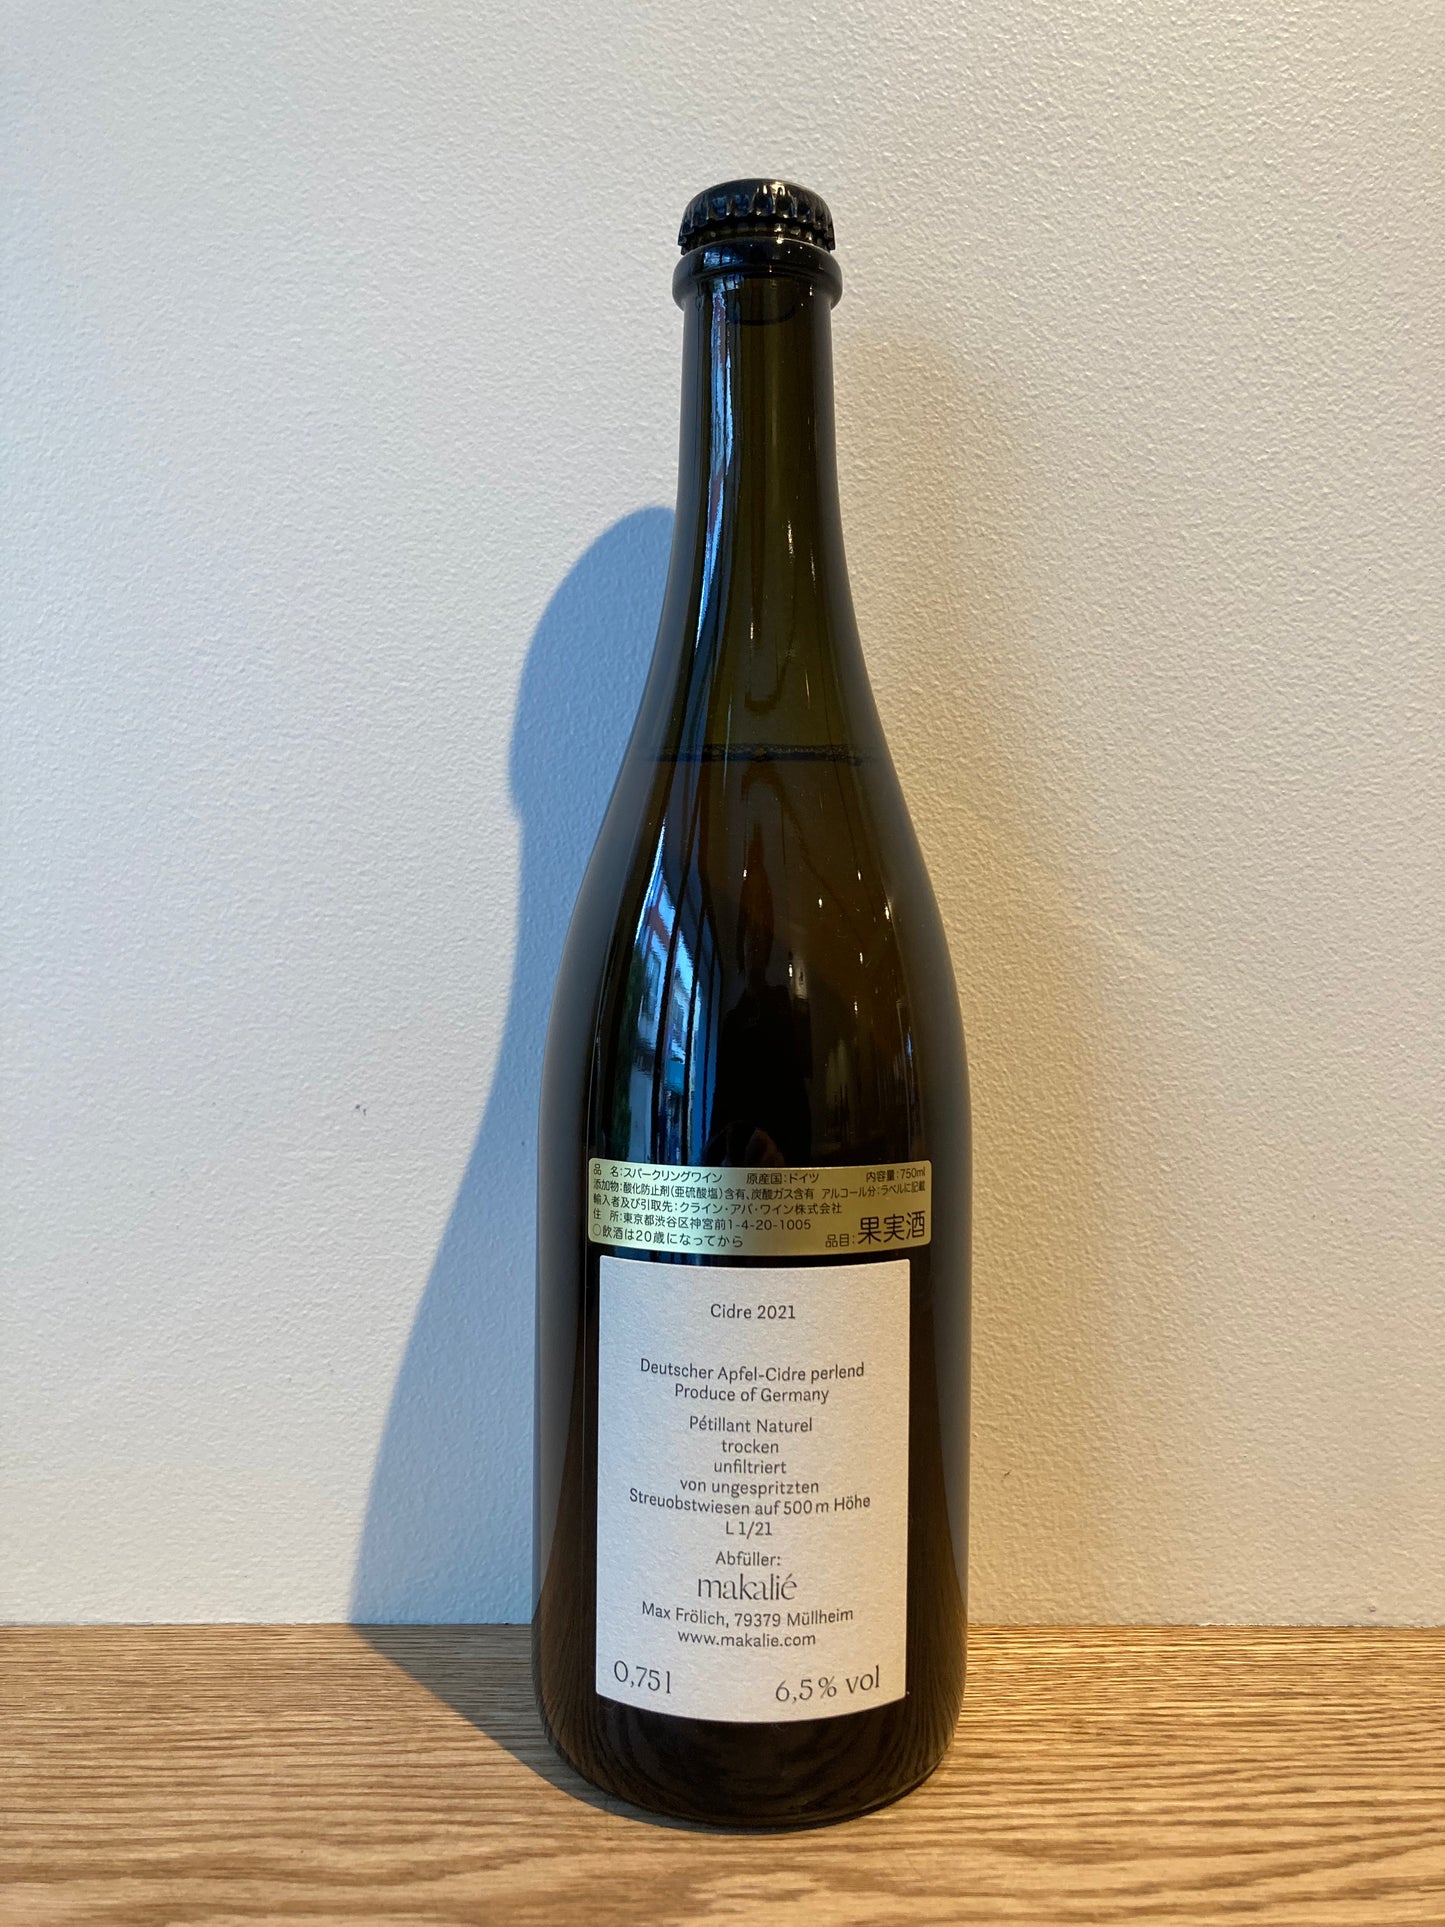 品　名:スパークリングワイン　原産国:ドイツ　内容量:750ml
添加物:酸化防止剤(亜硫酸塩)含有、炭酸ガス含有 アルコール分:ラベルに記載
輸入者及び引取先:クライン・アバ・ワイン株式会社
住　所:東京都渋谷区神宮前1-4-20-1005
○飲酒は20歳になってから　品目:果実酒
Cidre 2021
Deutscher Apfel-Cidre perlend
Produce of Germany
Pétillant Naturel
trocken
unfiltriert
von ungespritzten
Streuobstwiesen auf 500 m Höhe
L 1/21
Abfüller:
makalié
Max Frölich, 79379 Müllheim
www.makalie.com
0,75 l　6,5 % vol